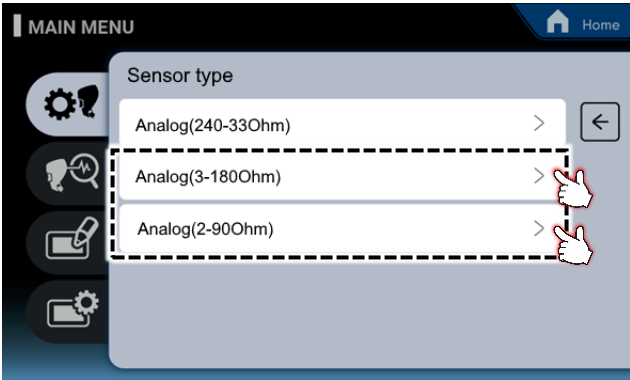 MAIN MENU
Home
Sensor type
Analog(240-33Ohm)
Analog(3-180Ohm)
Analog(2-90Ohm)